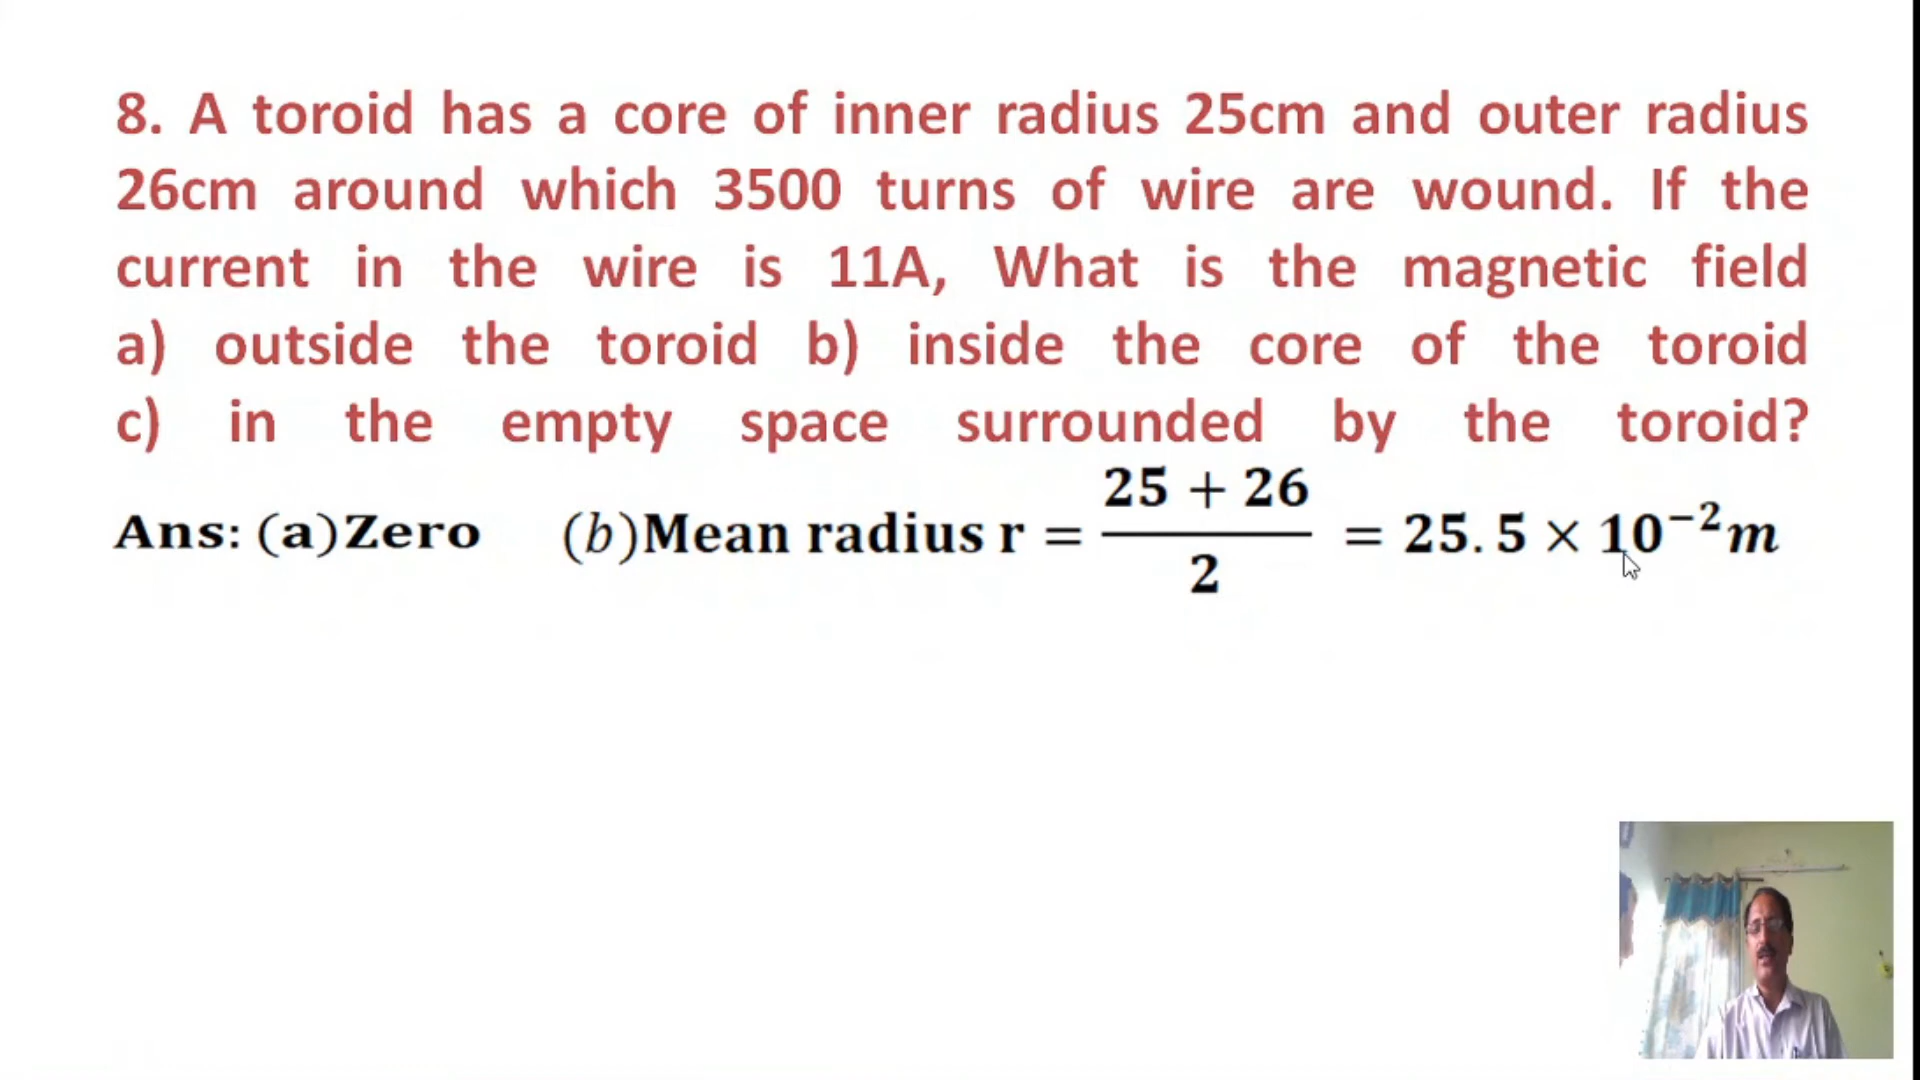 8. A toroid has a core of inner radius 25cm and outer radius
26cm around which 3500 turns of wire are wound. If the
current in the wire is 11A, What is the magnetic field
a) outside the toroid b) inside the core of the toroid
c) in the empty space surrounded by the toroid?
Ans: (a)Zero (b)Mean radius r = (25 + 26)/2 = 25.5 × 10⁻²m